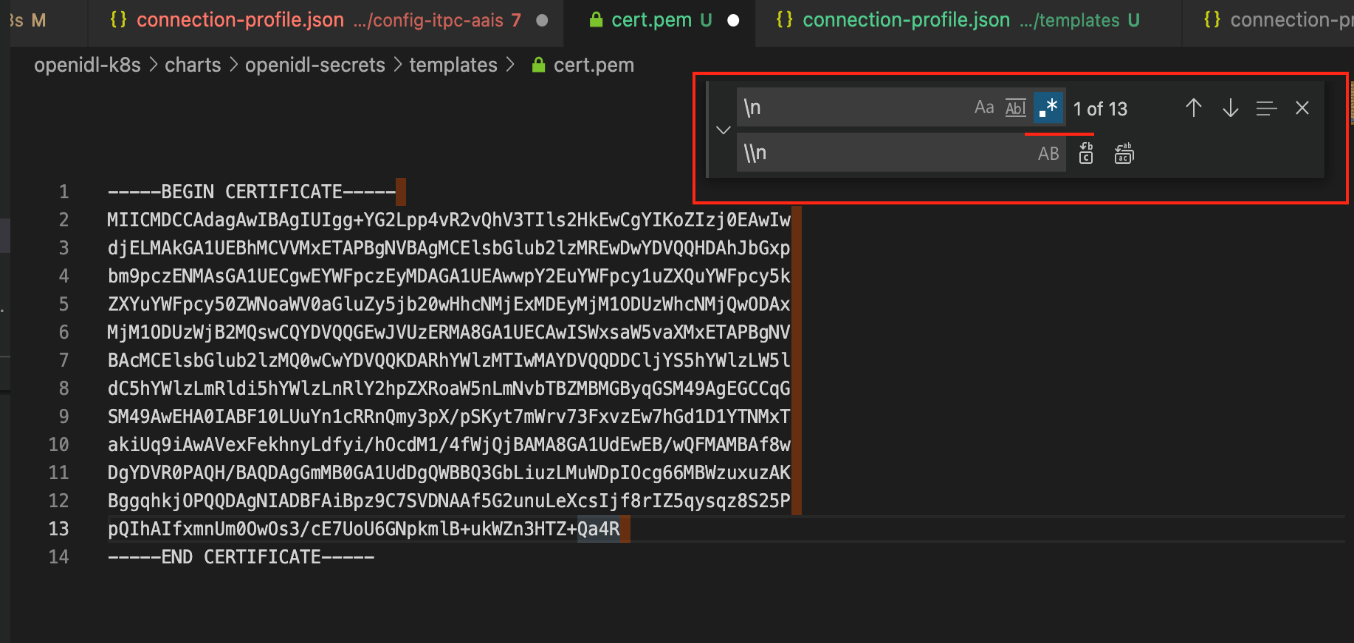 8s M
{} connection-profile.json .../config-itpc-aais 7
cert.pem U
{} connection-profile.json .../templates U
{} connection-pr
openidl-k8s > charts > openidl-secrets > templates > cert.pem
\n Aa Abl .* 1 of 13
\\n AB
1 -----BEGIN CERTIFICATE-----
2 MIICMDCCAdagAwIBAgIUIgg+YG2Lpp4vR2vQhV3TIls2HkEwCgYIKoZIzj0EAwIw
3 djELMAkGA1UEBhMCVVMxETAPBgNVBAgMCElsbGlub2lzMREwDwYDVQQHDAhJbGxp
4 bm9pczENMAsGA1UECgwEYWFpczEyMDAGA1UEAwwpY2EuYWFpcy1uZXQuYWFpcy5k
5 ZXYuYWFpcy50ZWNoaWV0aGluZy5jb20wHhcNMjExMDEyMjM1ODUzWhcNMjQwODAx
6 MjM1ODUzWjB2MQswCQYDVQQGEwJVUzERMA8GA1UECAwISWxsaW5vaXMxETAPBgNV
7 BAcMCElsbGlub2lzMQ0wCwYDVQQKDARhYWlzMTIwMAYDVQQDDCljYS5hYWlzLW5l
8 dC5hYWlzLmRldi5hYWlzLnRlY2hpZXRoaW5nLmNvbTBZMBMGByqGSM49AgEGCCqG
9 SM49AwEHA0IABF10LUuYn1cRRnQmy3pX/pSKyt7mWrv73FxvzEw7hGd1D1YTNMxT
10 akiUq9iAwAVexFekhnyLdfyi/hOcdM1/4fWjQjBAMA8GA1UdEwEB/wQFMAMBAf8w
11 DgYDVR0PAQH/BAQDAgGmMB0GA1UdDgQWBBQ3GbLiuzLMuWDpIOcg66MBWzuxuzAK
12 BggqhkjOPQQDAgNIADBFAiBpz9C7SVDNAAf5G2unuLeXcsIjf8rIZ5qysqz8S25P
13 pQIhAIfxmnUm0OwOs3/cE7UoU6GNpkmlB+ukWZn3HTZ+Qa4R
14 -----END CERTIFICATE-----